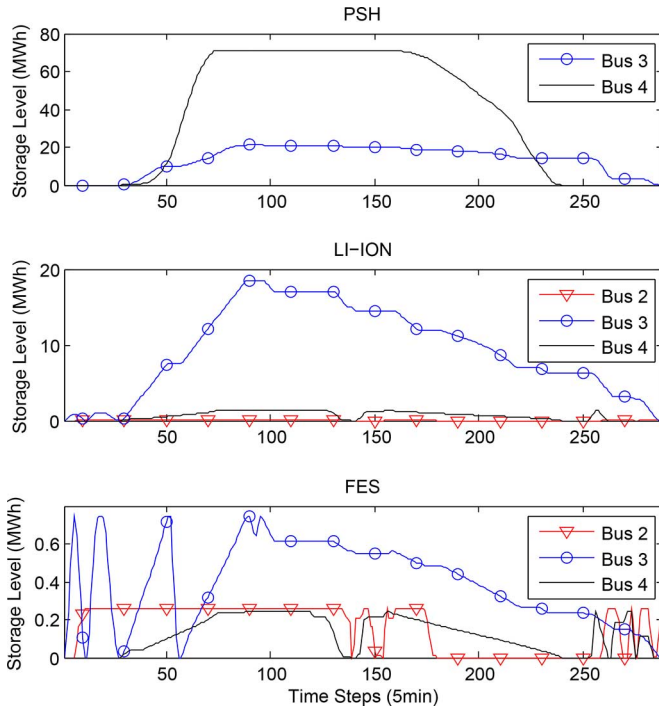 PSH
Storage Level (MWh)
80
60
40
20
0
50
100
150
200
250
Bus 3
Bus 4
LI−ION
Storage Level (MWh)
20
10
0
50
100
150
200
250
Bus 2
Bus 3
Bus 4
FES
Storage Level (MWh)
0.6
0.4
0.2
0
50
100
150
200
250
Bus 2
Bus 3
Bus 4
Time Steps (5min)